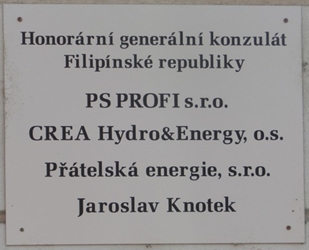 Honorární generální konzulát
Filipínské republiky
PS PROFI s.r.o.
CREA Hydro&Energy, o.s.
Přátelská energie, s.r.o.
Jaroslav Knotek